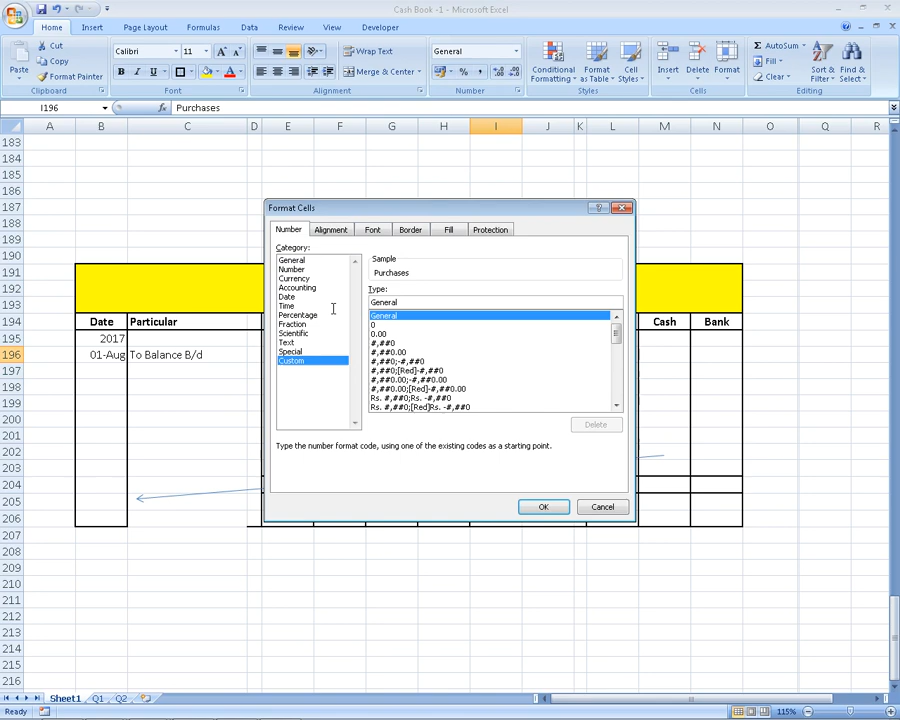 Cash Book -1 - Microsoft Excel
Home Insert Page Layout Formulas Data Review View Developer
Paste Cut Copy Format Painter Clipboard
Calibri 11 B I U A A A Font
Wrap Text Merge & Center Alignment
General % , Number
Conditional Formatting Format as Table Cell Styles Styles
Insert Delete Format Cells
Σ AutoSum Fill Clear Sort & Filter Find & Select Editing
I196 fx Purchases
A B C D E F G H I J K L M N O Q R
183
184
185
186
187
188
189
190
191
192
193
194 Date Particular Cash Bank
195 2017
196 01-Aug To Balance B/d
197
198
199
200
201
202
203
204
205
206
207
208
209
210
211
212
213
214
215
216
Format Cells
Number Alignment Font Border Fill Protection
Category:
General
Number
Currency
Accounting
Date
Time
Percentage
Fraction
Scientific
Text
Special
Custom
Sample
Purchases
Type:
General
General
0
0.00
#,##0
#,##0.00
#,##0;-#,##0
#,##0;[Red]-#,##0
#,##0.00;-#,##0.00
#,##0.00;[Red]-#,##0.00
Rs. #,##0;Rs. -#,##0
Rs. #,##0;[Red]Rs. -#,##0
Delete
Type the number format code, using one of the existing codes as a starting point.
OK Cancel
Sheet1 Q1 Q2
Ready 115%